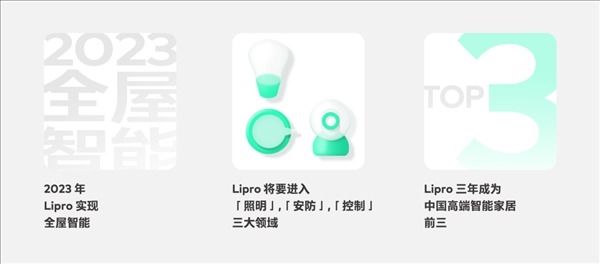 2023
全屋
智能
2023 年
Lipro 实现
全屋智能
Lipro 将要进入
「照明」,「安防」,「控制」
三大领域
TOP 3
Lipro 三年成为
中国高端智能家居
前三